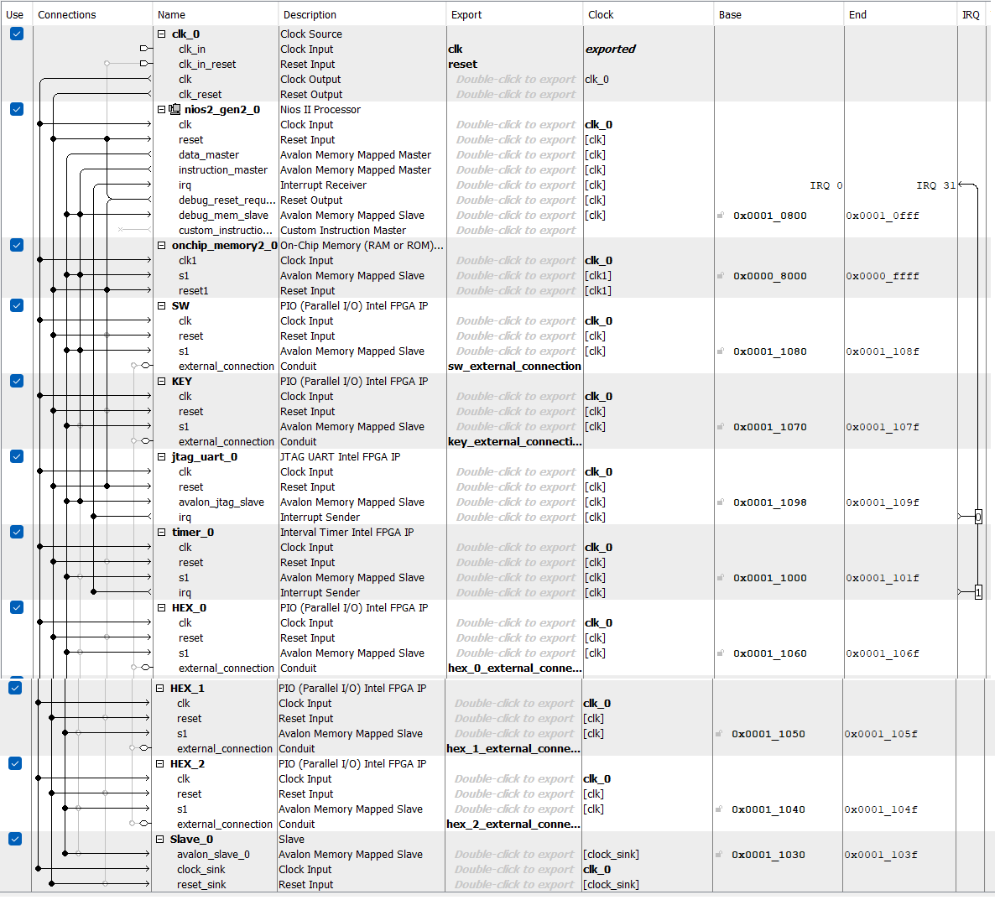 Use Connections Name Description Export Clock Base End IRQ
clk_0 Clock Source
clk_in Clock Input clk exported
clk_in_reset Reset Input reset
clk Clock Output Double-click to export clk_0
clk_reset Reset Output Double-click to export
nios2_gen2_0 Nios II Processor
clk Clock Input Double-click to export clk_0
reset Reset Input Double-click to export [clk]
data_master Avalon Memory Mapped Master Double-click to export [clk]
instruction_master Avalon Memory Mapped Master Double-click to export [clk]
irq Interrupt Receiver Double-click to export [clk] IRQ 0 IRQ 31
debug_reset_requ... Reset Output Double-click to export [clk]
debug_mem_slave Avalon Memory Mapped Slave Double-click to export [clk] 0x0001_0800 0x0001_0fff
custom_instructio... Custom Instruction Master Double-click to export
onchip_memory2_0 On-Chip Memory (RAM or ROM)...
clk1 Clock Input Double-click to export clk_0
s1 Avalon Memory Mapped Slave Double-click to export [clk1] 0x0000_8000 0x0000_ffff
reset1 Reset Input Double-click to export [clk1]
SW PIO (Parallel I/O) Intel FPGA IP
clk Clock Input Double-click to export clk_0
reset Reset Input Double-click to export [clk]
s1 Avalon Memory Mapped Slave Double-click to export [clk] 0x0001_1080 0x0001_108f
external_connection Conduit sw_external_connection
KEY PIO (Parallel I/O) Intel FPGA IP
clk Clock Input Double-click to export clk_0
reset Reset Input Double-click to export [clk]
s1 Avalon Memory Mapped Slave Double-click to export [clk] 0x0001_1070 0x0001_107f
external_connection Conduit key_external_connecti...
jtag_uart_0 JTAG UART Intel FPGA IP
clk Clock Input Double-click to export clk_0
reset Reset Input Double-click to export [clk]
avalon_jtag_slave Avalon Memory Mapped Slave Double-click to export [clk] 0x0001_1098 0x0001_109f
irq Interrupt Sender Double-click to export [clk] 0
timer_0 Interval Timer Intel FPGA IP
clk Clock Input Double-click to export clk_0
reset Reset Input Double-click to export [clk]
s1 Avalon Memory Mapped Slave Double-click to export [clk] 0x0001_1000 0x0001_101f
irq Interrupt Sender Double-click to export [clk] 1
HEX_0 PIO (Parallel I/O) Intel FPGA IP
clk Clock Input Double-click to export clk_0
reset Reset Input Double-click to export [clk]
s1 Avalon Memory Mapped Slave Double-click to export [clk] 0x0001_1060 0x0001_106f
external_connection Conduit hex_0_external_conne...
HEX_1 PIO (Parallel I/O) Intel FPGA IP
clk Clock Input Double-click to export clk_0
reset Reset Input Double-click to export [clk]
s1 Avalon Memory Mapped Slave Double-click to export [clk] 0x0001_1050 0x0001_105f
external_connection Conduit hex_1_external_conne...
HEX_2 PIO (Parallel I/O) Intel FPGA IP
clk Clock Input Double-click to export clk_0
reset Reset Input Double-click to export [clk]
s1 Avalon Memory Mapped Slave Double-click to export [clk] 0x0001_1040 0x0001_104f
external_connection Conduit hex_2_external_conne...
Slave_0 Slave
avalon_slave_0 Avalon Memory Mapped Slave Double-click to export [clock_sink] 0x0001_1030 0x0001_103f
clock_sink Clock Input Double-click to export clk_0
reset_sink Reset Input Double-click to export [clock_sink]